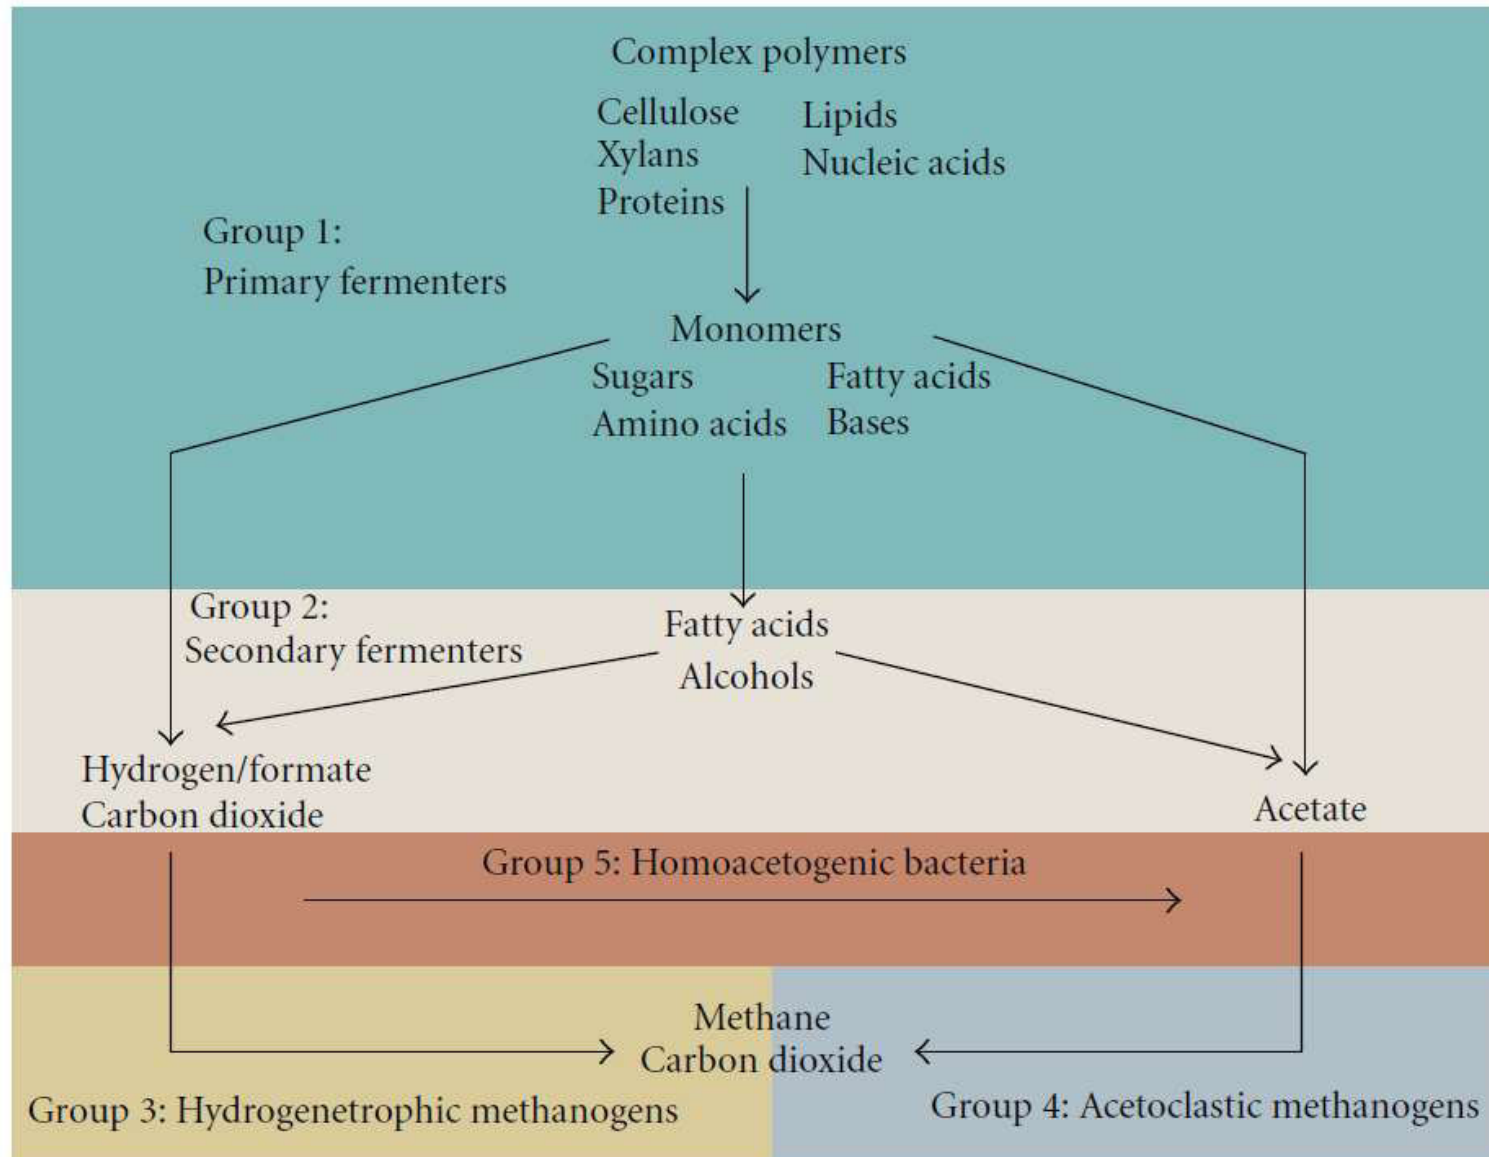 Complex polymers
Cellulose
Xylans
Proteins
Lipids
Nucleic acids
Group 1:
Primary fermenters
Monomers
Sugars
Amino acids
Fatty acids
Bases
Group 2:
Secondary fermenters
Fatty acids
Alcohols
Hydrogen/formate
Carbon dioxide
Acetate
Group 5: Homoacetogenic bacteria
Methane
Carbon dioxide
Group 3: Hydrogenetrophic methanogens
Group 4: Acetoclastic methanogens